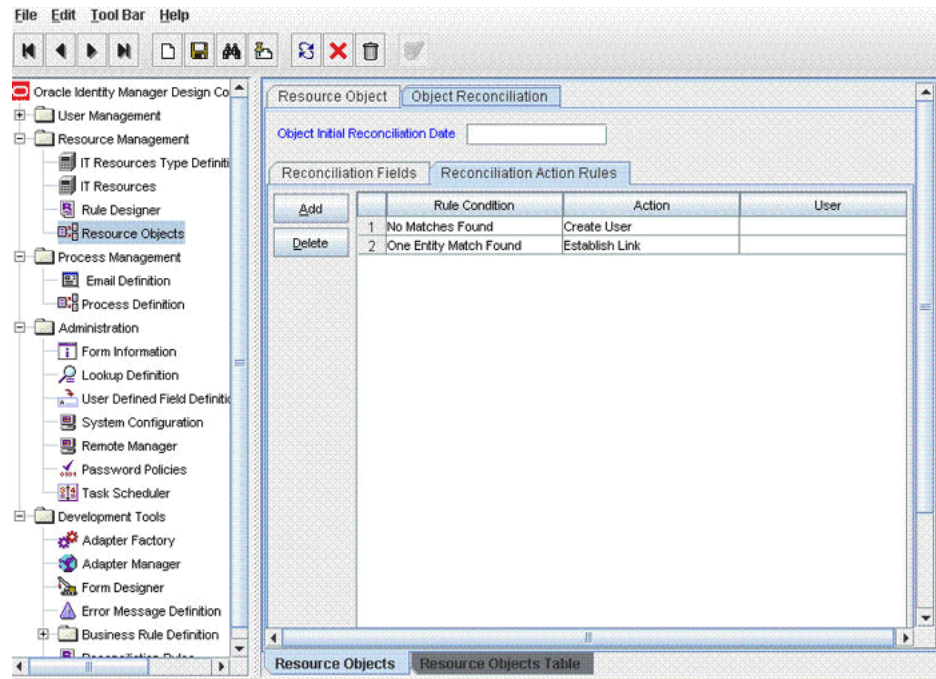 File Edit Tool Bar Help
Oracle Identity Manager Design Co
User Management
Resource Management
IT Resources Type Definiti
IT Resources
Rule Designer
Resource Objects
Process Management
Email Definition
Process Definition
Administration
Form Information
Lookup Definition
User Defined Field Definitio
System Configuration
Remote Manager
Password Policies
Task Scheduler
Development Tools
Adapter Factory
Adapter Manager
Form Designer
Error Message Definition
Business Rule Definition
Reconciliation Rules
Resource Object Object Reconciliation
Object Initial Reconciliation Date
Reconciliation Fields Reconciliation Action Rules
Add
Delete
Rule Condition Action User
1 No Matches Found Create User
2 One Entity Match Found Establish Link
Resource Objects Resource Objects Table